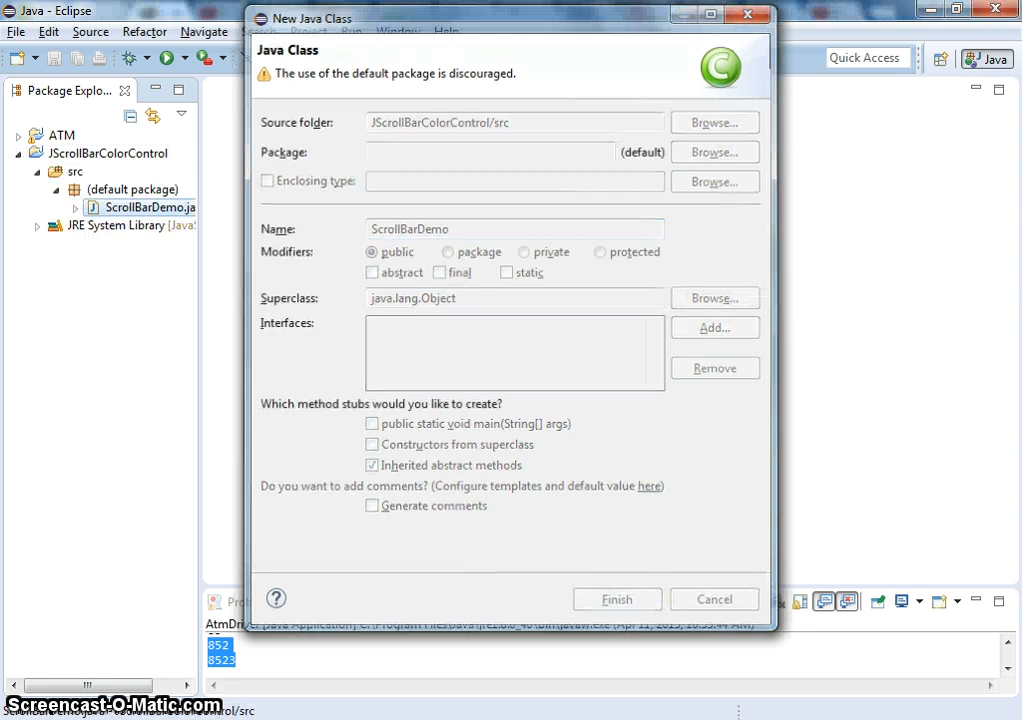 Java - Eclipse
New Java Class
File Edit Source Refactor Navigate
Java Class
The use of the default package is discouraged.
Quick Access
Java
Package Explo...
Source folder: JScrollBarColorControl/src Browse...
Package: (default) Browse...
Enclosing type: Browse...
ATM
JScrollBarColorControl
src
(default package)
ScrollBarDemo.ja
JRE System Library [Java
Name: ScrollBarDemo
Modifiers: public package private protected
abstract final static
Superclass: java.lang.Object Browse...
Interfaces: Add...
Remove
Which method stubs would you like to create?
public static void main(String[] args)
Constructors from superclass
Inherited abstract methods
Do you want to add comments? (Configure templates and default value here)
Generate comments
Finish Cancel
852
8523
Screencast-O-Matic.com